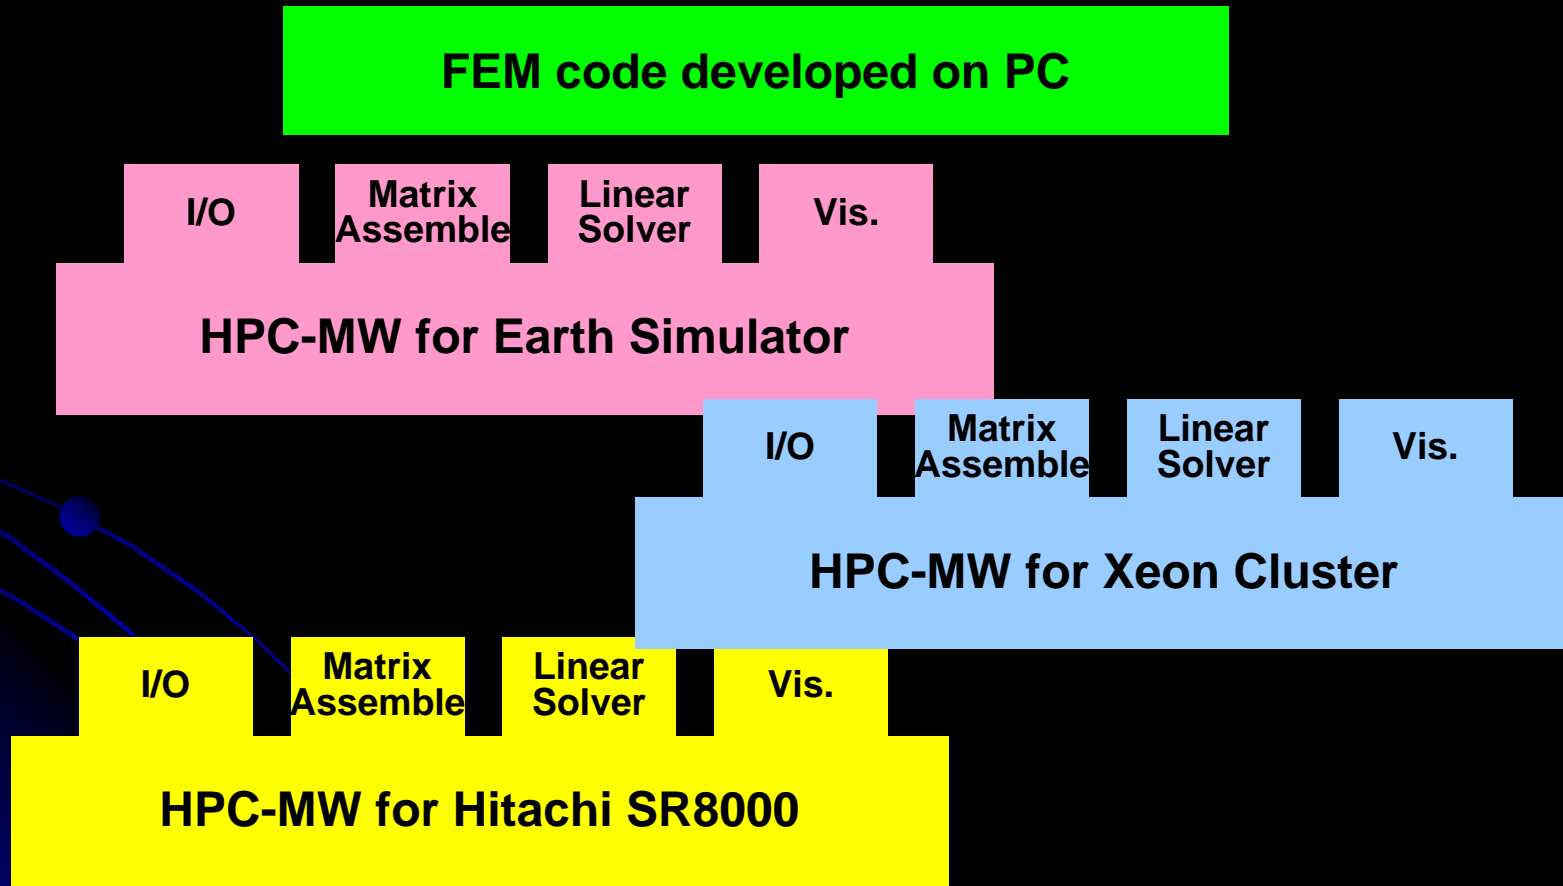 FEM code developed on PC
I/O
Matrix
Assemble
Linear
Solver
Vis.
HPC-MW for Earth Simulator
I/O
Matrix
Assemble
Linear
Solver
Vis.
HPC-MW for Xeon Cluster
I/O
Matrix
Assemble
Linear
Solver
Vis.
HPC-MW for Hitachi SR8000